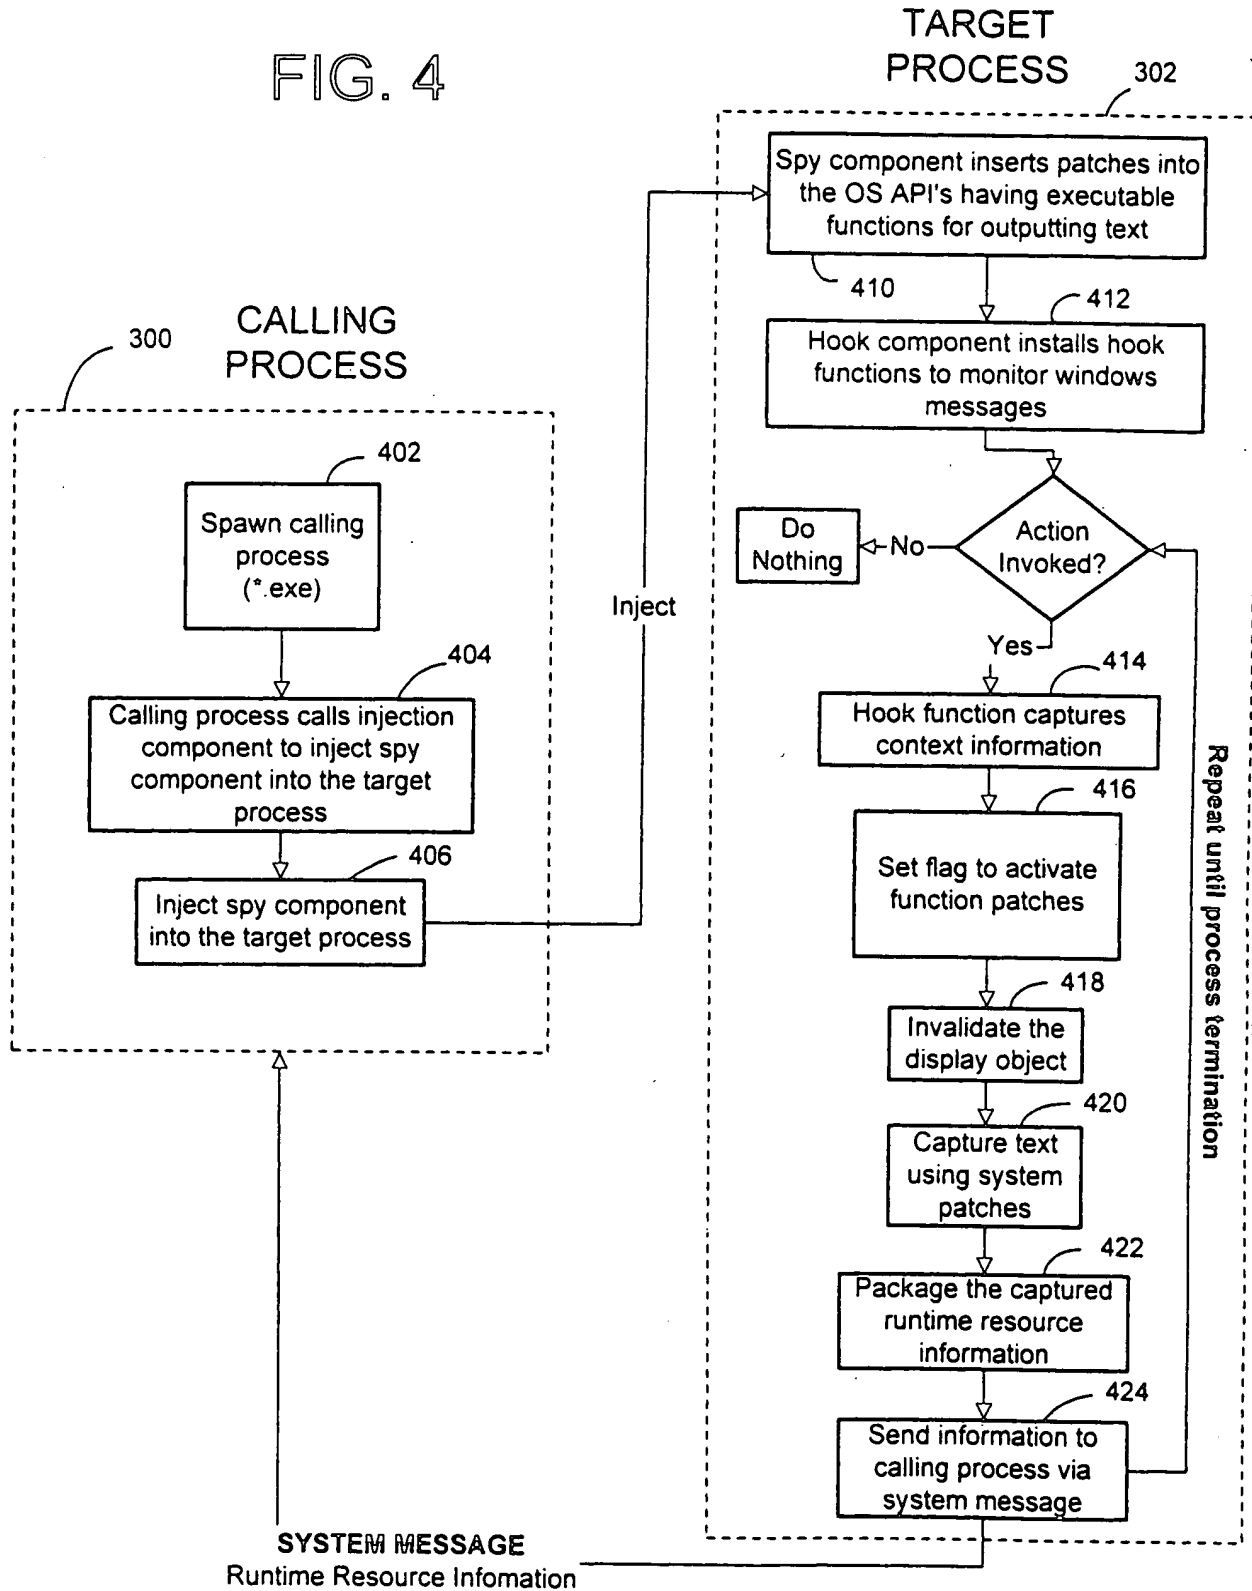 FIG. 4
TARGET
PROCESS
302
Spy component inserts patches into
the OS API's having executable
functions for outputting text
410
412
Hook component installs hook
functions to monitor windows
messages
CALLING
PROCESS
300
402
Spawn calling
process
(*.exe)
404
Calling process calls injection
component to inject spy
component into the target
process
406
Inject spy component
into the target process
Inject
Action
Invoked?
No
Do
Nothing
Yes
414
Hook function captures
context information
416
Set flag to activate
function patches
418
Invalidate the
display object
420
Capture text
using system
patches
422
Package the captured
runtime resource
information
424
Send information to
calling process via
system message
Repeat until process termination
SYSTEM MESSAGE
Runtime Resource Infomation